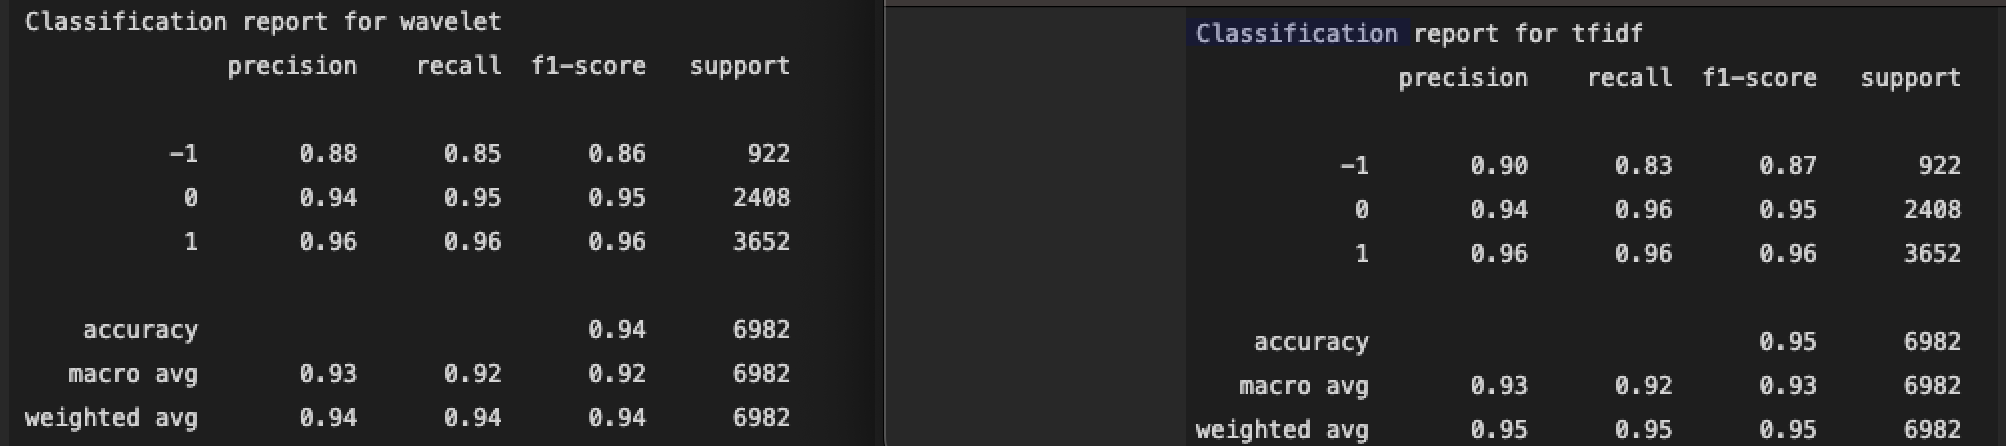 Classification report for wavelet
precision recall f1-score support
-1 0.88 0.85 0.86 922
0 0.94 0.95 0.95 2408
1 0.96 0.96 0.96 3652
accuracy 0.94 6982
macro avg 0.93 0.92 0.92 6982
weighted avg 0.94 0.94 0.94 6982
Classification report for tfidf
precision recall f1-score support
-1 0.90 0.83 0.87 922
0 0.94 0.96 0.95 2408
1 0.96 0.96 0.96 3652
accuracy 0.95 6982
macro avg 0.93 0.92 0.93 6982
weighted avg 0.95 0.95 0.95 6982